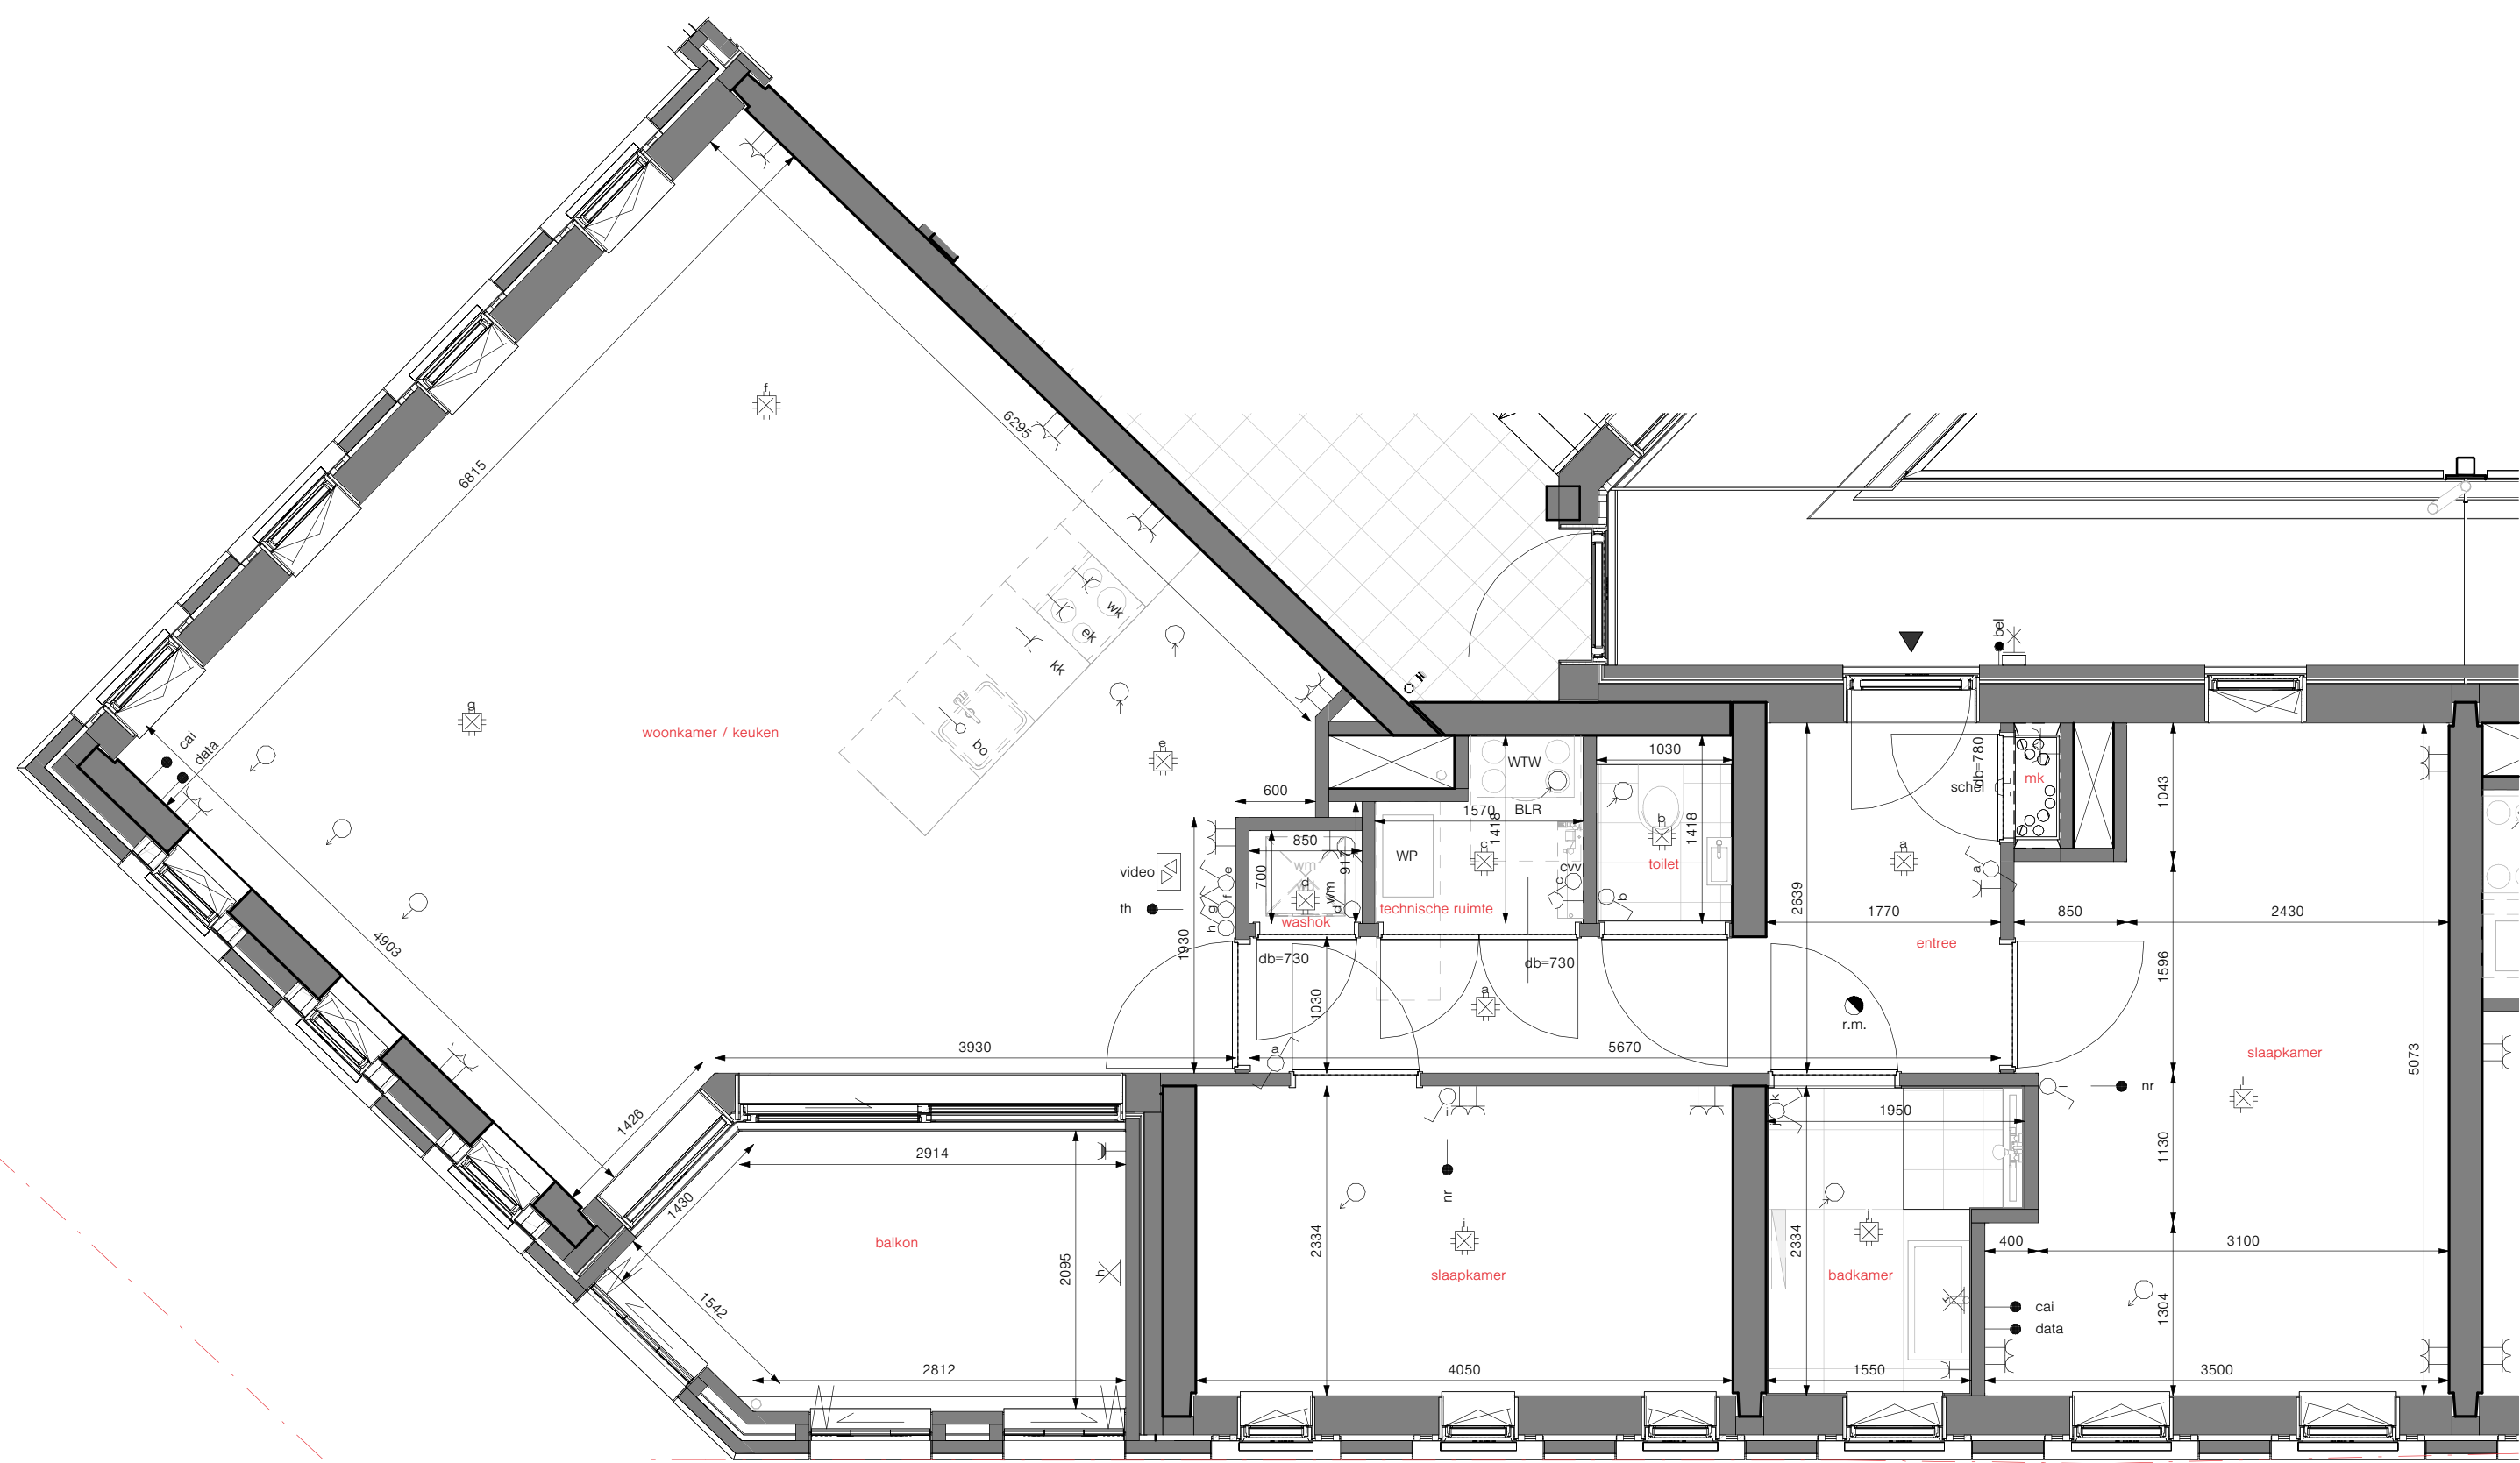 f
6295
6815
g
cai
data
woonkamer / keuken
wk
ek
kk
bo
e
bel
WTW
1030
db=780
schel
mk
600
1570
BLR
1418
1418
1043
850
917
700
wm
wm
d
d
washok
WP
c
cvv
c
technische ruimte
b
toilet
b
video
th
e
f
g
h
a
a
2639
1770
850
2430
entree
4903
1930
db=730
db=730
1030
a
r.m.
1596
3930
a
5670
slaapkamer
5073
1426
i
k
j
1950
l
nr
l
2914
1430
nr
1130
balkon
2095
h
1542
2334
i
slaapkamer
2334
j
badkamer
k
400
3100
1304
cai
data
2812
4050
1550
3500